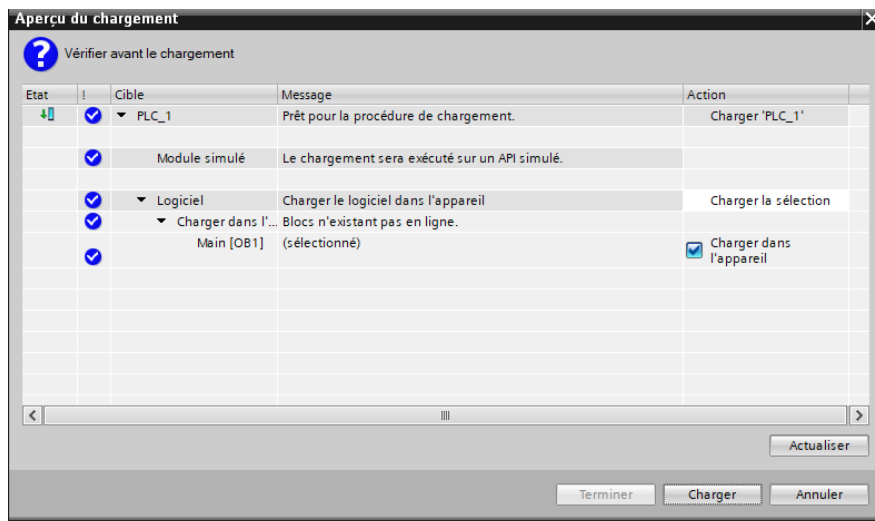 Aperçu du chargement
Vérifier avant le chargement
Etat ! Cible Message Action
PLC_1 Prêt pour la procédure de chargement. Charger 'PLC_1'
Module simulé Le chargement sera exécuté sur un API simulé.
Logiciel Charger le logiciel dans l'appareil Charger la sélection
Charger dans l'... Blocs n'existant pas en ligne.
Main [OB1] (sélectionné) Charger dans
l'appareil
Actualiser
Terminer Charger Annuler